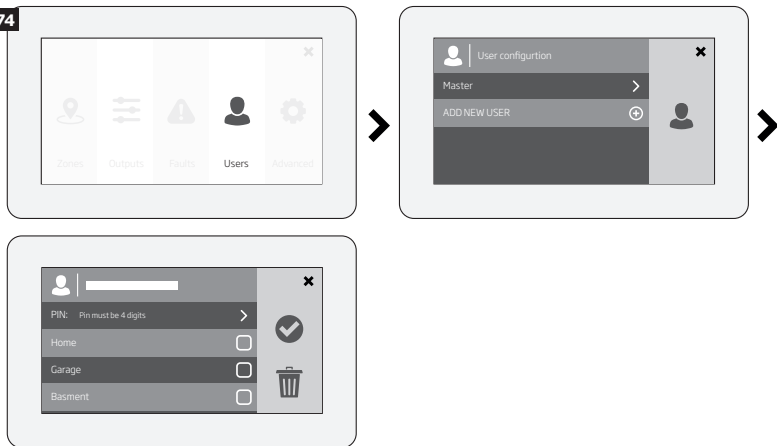 74
Zones Outputs Faults Users Advanced
User configurtion
Master
ADD NEW USER
PIN: Pin must be 4 digits
Home
Garage
Basment